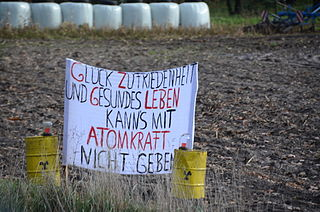 GLÜCK ZUFRIEDENHEIT
UND GESUNDES LEBEN
KANNS MIT
ATOMKRAFT
NICHT GEBEN